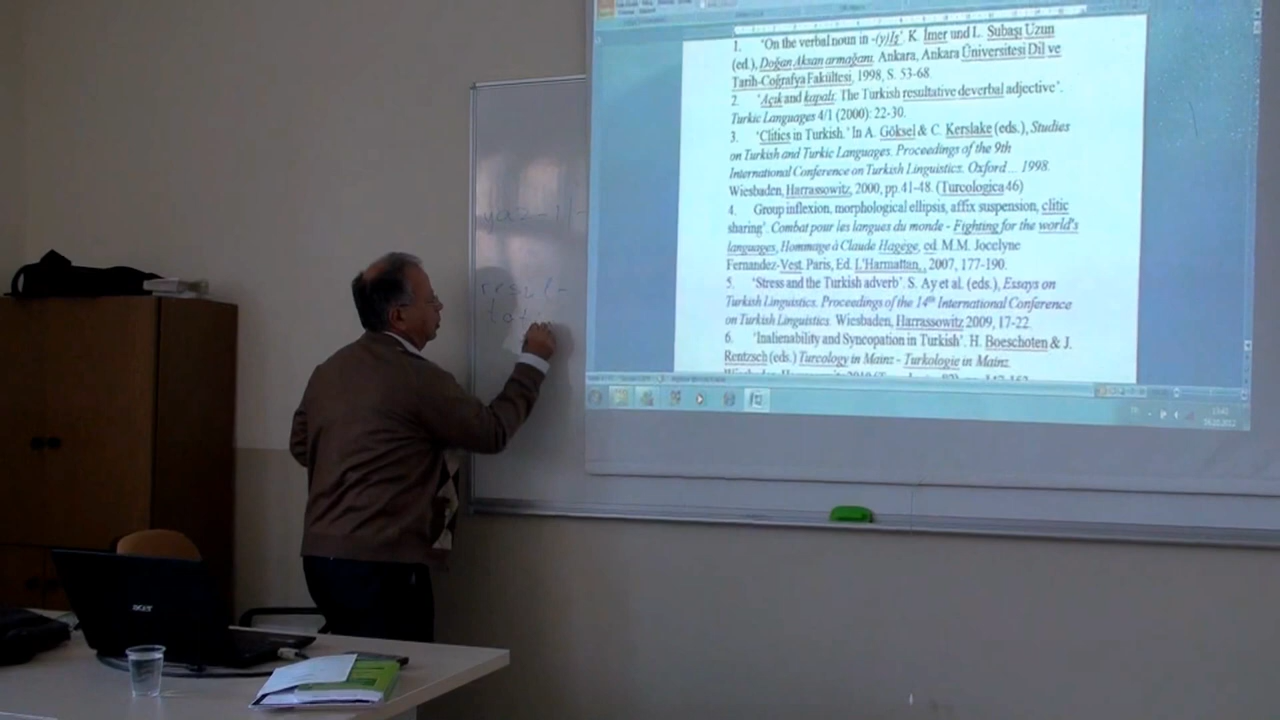 1. 'On the verbal noun in -(y)Iş'. K. İmer und L. Subaşı Uzun
(ed.), Doğan Aksan armağanı. Ankara, Ankara Üniversitesi Dil ve
Tarih-Coğrafya Fakültesi, 1998, S. 53-68.
2. 'Açık and kapalı. The Turkish resultative deverbal adjective'.
Turkic Languages 4/1 (2000): 22-30.
3. 'Clitics in Turkish.' In A. Göksel & C. Kerslake (eds.), Studies
on Turkish and Turkic Languages. Proceedings of the 9th
International Conference on Turkish Linguistics. Oxford ... 1998.
Wiesbaden, Harrassowitz, 2000, pp.41-48. (Turcologica 46)
4. Group inflexion, morphological ellipsis, affix suspension, clitic
sharing'. Combat pour les langues du monde - Fighting for the world's
languages, Hommage à Claude Hagège, ed. M.M. Jocelyne
Fernandez-Vest. Paris, Ed. L'Harmattan, , 2007, 177-190.
5. 'Stress and the Turkish adverb'. S. Ay et al. (eds.), Essays on
Turkish Linguistics. Proceedings of the 14th International Conference
on Turkish Linguistics. Wiesbaden, Harrassowitz 2009, 17-22.
6. 'Inalienability and Syncopation in Turkish'. H. Boeschoten & J.
Rentzsch (eds.) Turcology in Mainz - Turkologie in Mainz.
acer